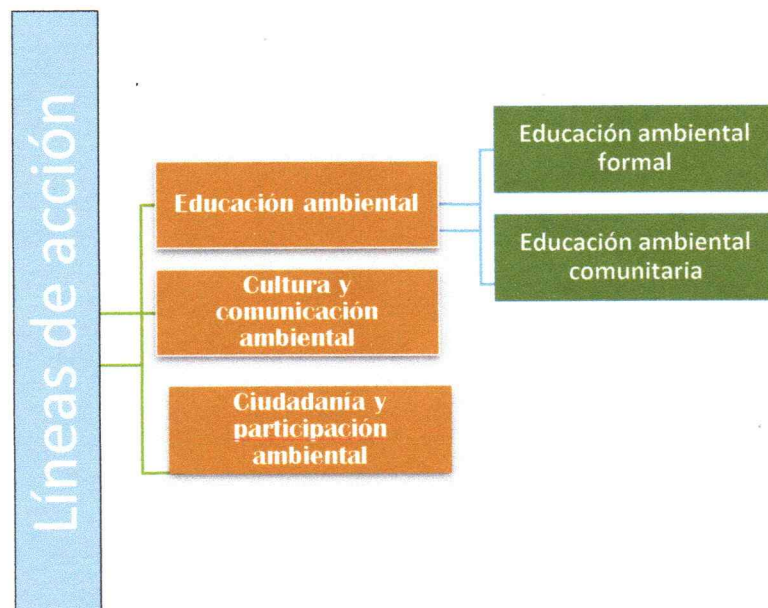 Líneas de acción
Educación ambiental
Cultura y
comunicación
ambiental
Ciudadanía y
participación
ambiental
Educación ambiental
formal
Educación ambiental
comunitaria